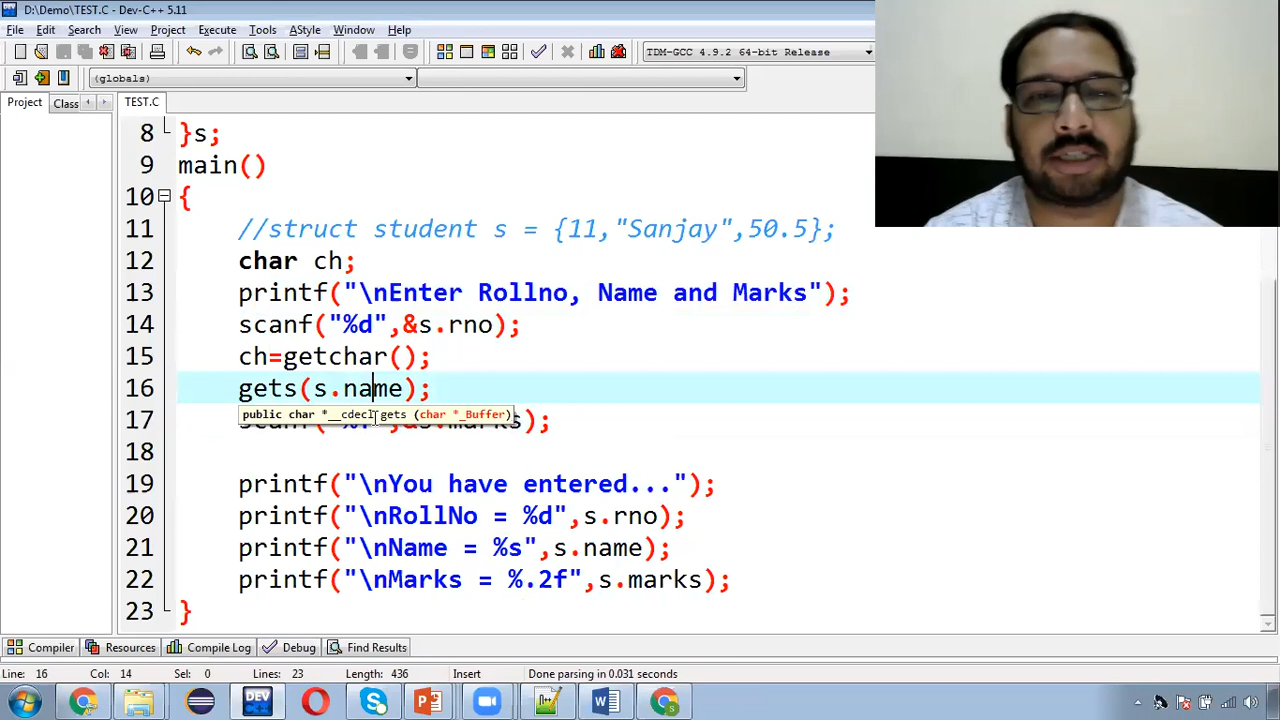 D:\Demo\TEST.C - Dev-C++ 5.11
File Edit Search View Project Execute Tools AStyle Window Help
TDM-GCC 4.9.2 64-bit Release
(globals)
Project Class TEST.C
8 }s;
9 main()
10 {
11 //struct student s = {11,"Sanjay",50.5};
12 char ch;
13 printf("\nEnter Rollno, Name and Marks");
14 scanf("%d",&s.rno);
15 ch=getchar();
16 gets(s.name);
public char *__cdecl gets (char *_Buffer)
17 scanf("%f",&s.marks);
18
19 printf("\nYou have entered...");
20 printf("\nRollNo = %d",s.rno);
21 printf("\nName = %s",s.name);
22 printf("\nMarks = %.2f",s.marks);
23 }
Compiler Resources Compile Log Debug Find Results
Line: 16 Col: 14 Sel: 0 Lines: 23 Length: 436 Insert Done parsing in 0.031 seconds
DEV